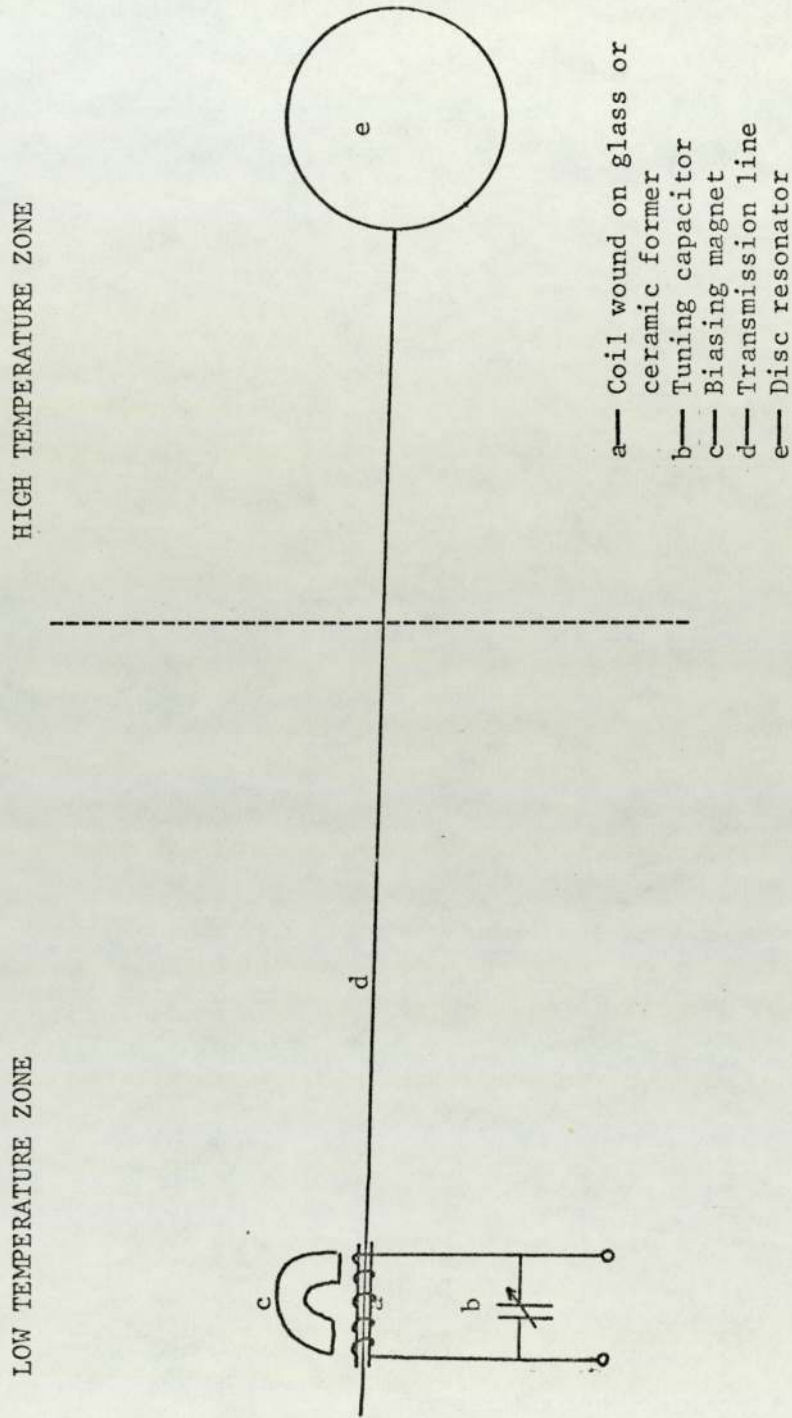 LOW TEMPERATURE ZONE
HIGH TEMPERATURE ZONE
c
a
b
d
e
a— Coil wound on glass or
ceramic former
b— Tuning capacitor
c— Biasing magnet
d— Transmission line
e— Disc resonator